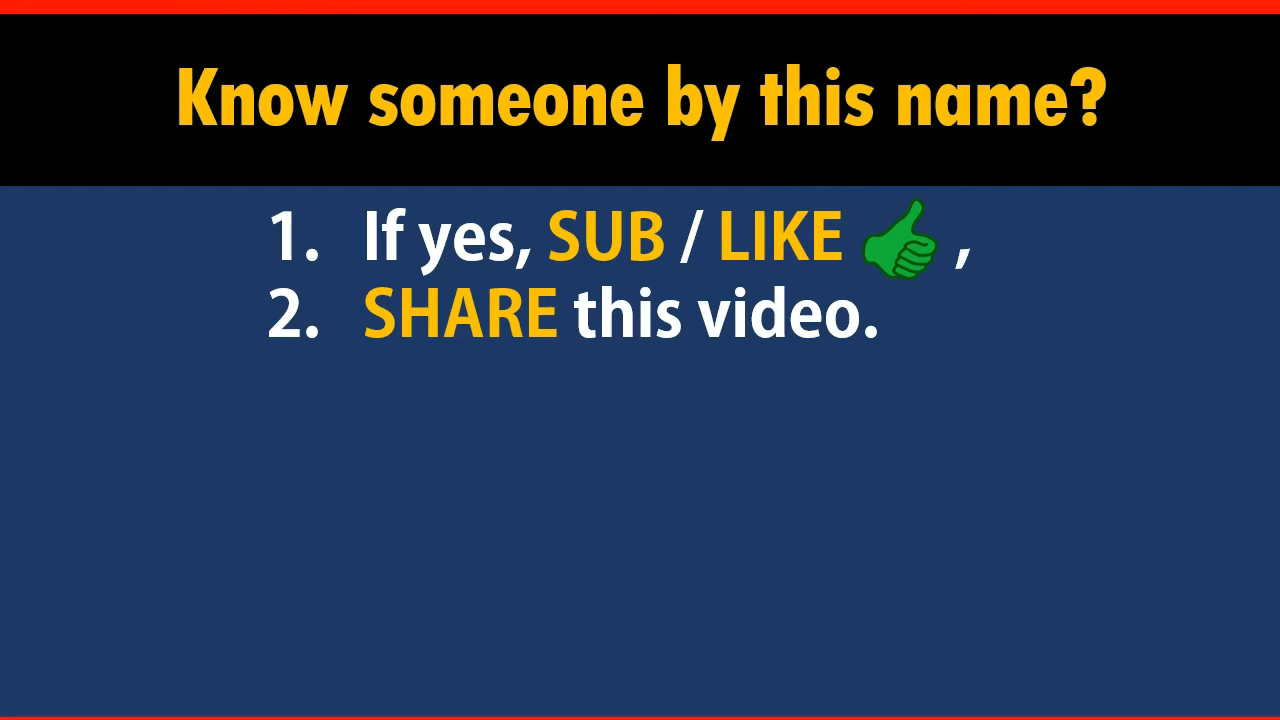 Know someone by this name?
1. If yes, SUB / LIKE ,
2. SHARE this video.